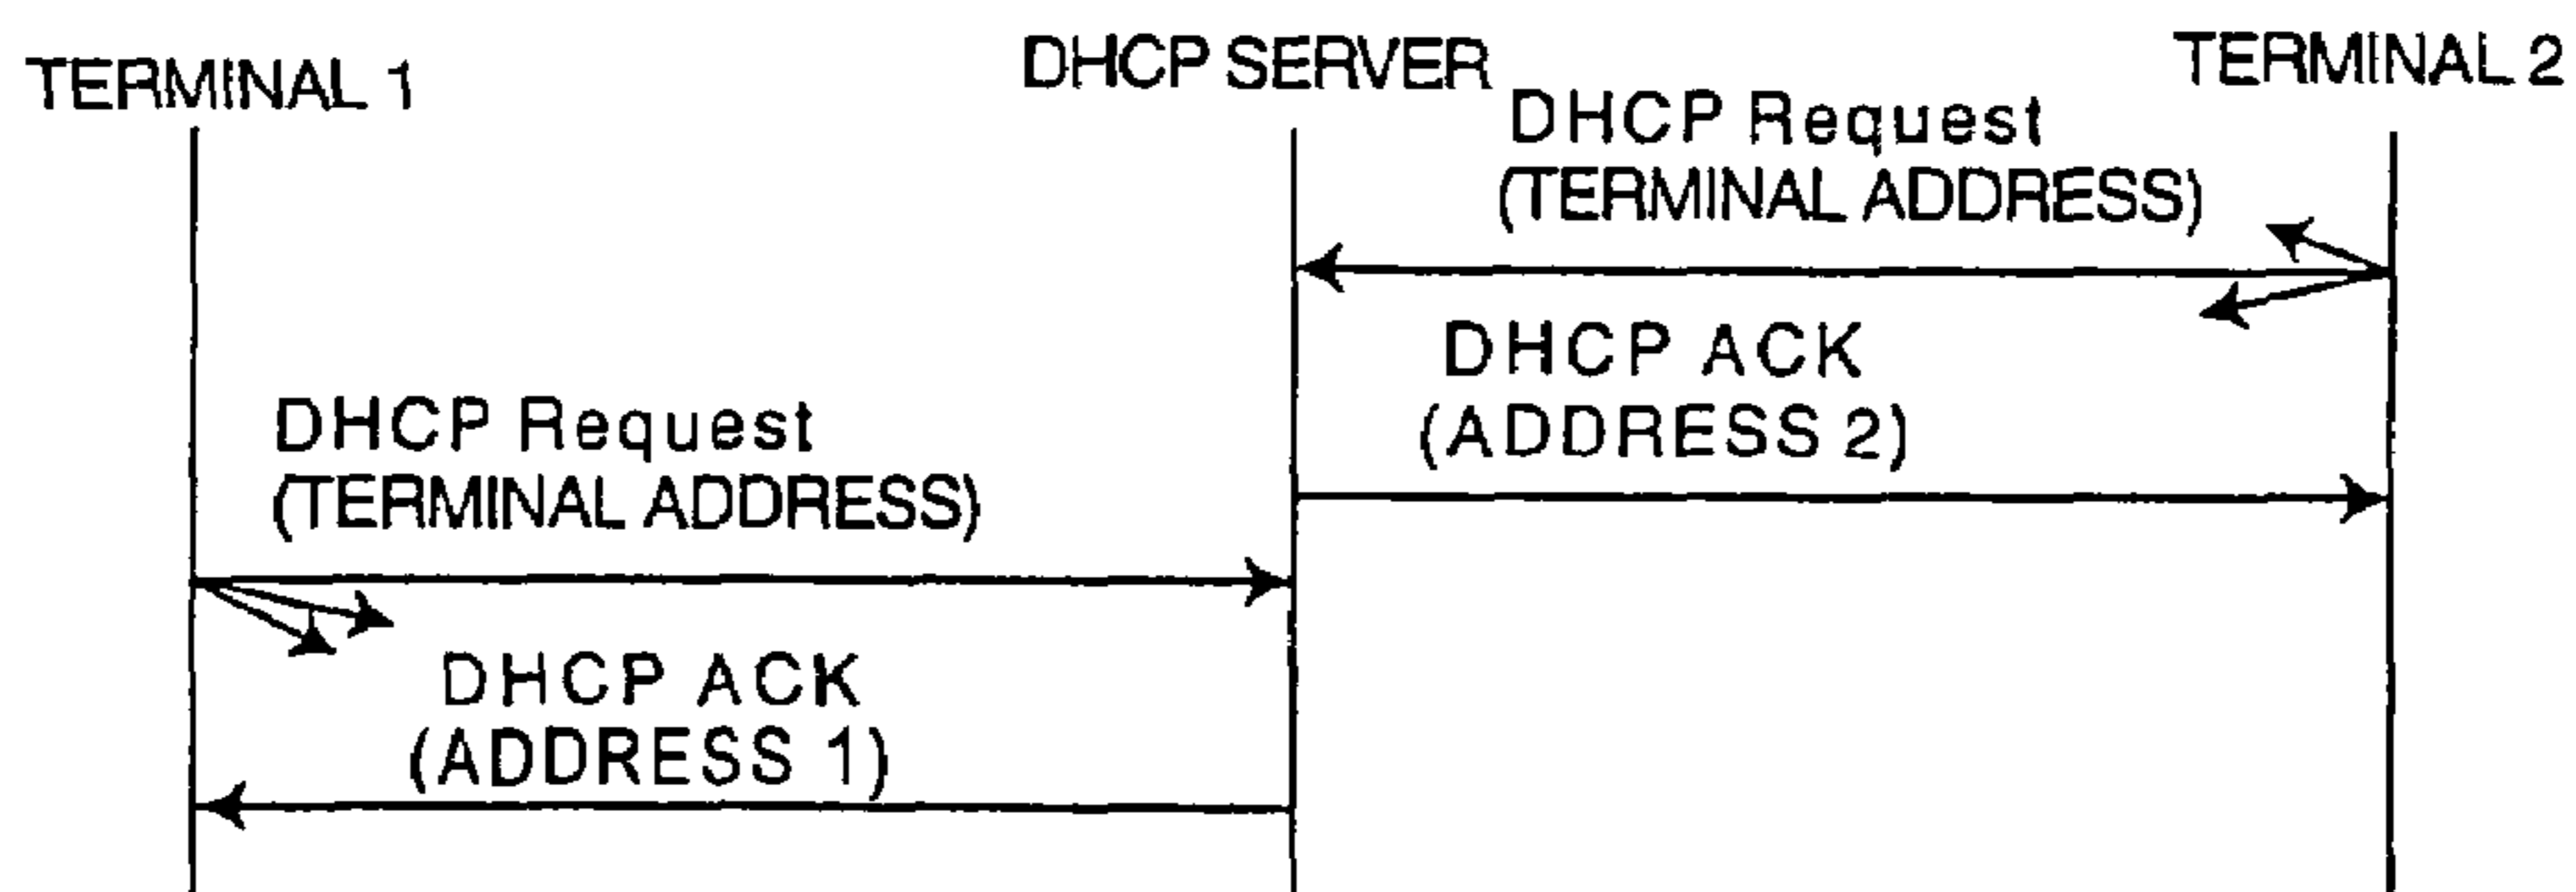 TERMINAL 1
DHCP SERVER
TERMINAL 2
DHCP Request
(TERMINAL ADDRESS)
DHCP ACK
(ADDRESS 2)
DHCP Request
(TERMINAL ADDRESS)
DHCP ACK
(ADDRESS 1)